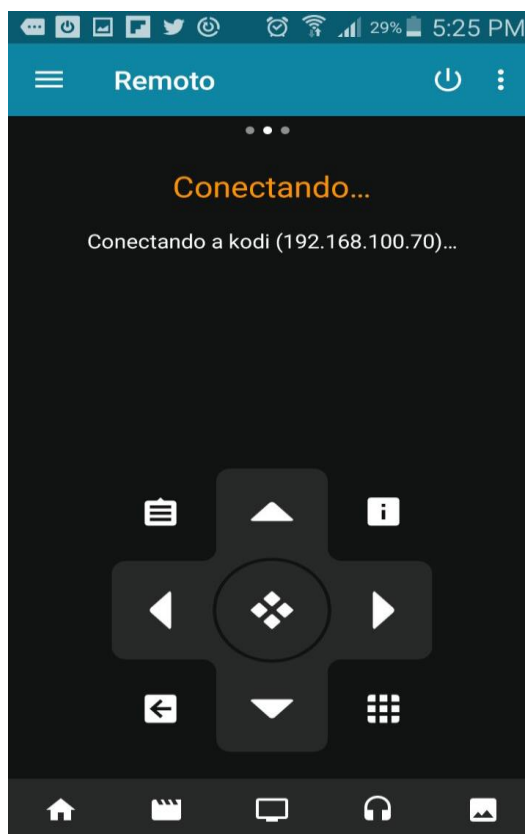 29% 5:25 PM
Remoto
Conectando...
Conectando a kodi (192.168.100.70)...
i